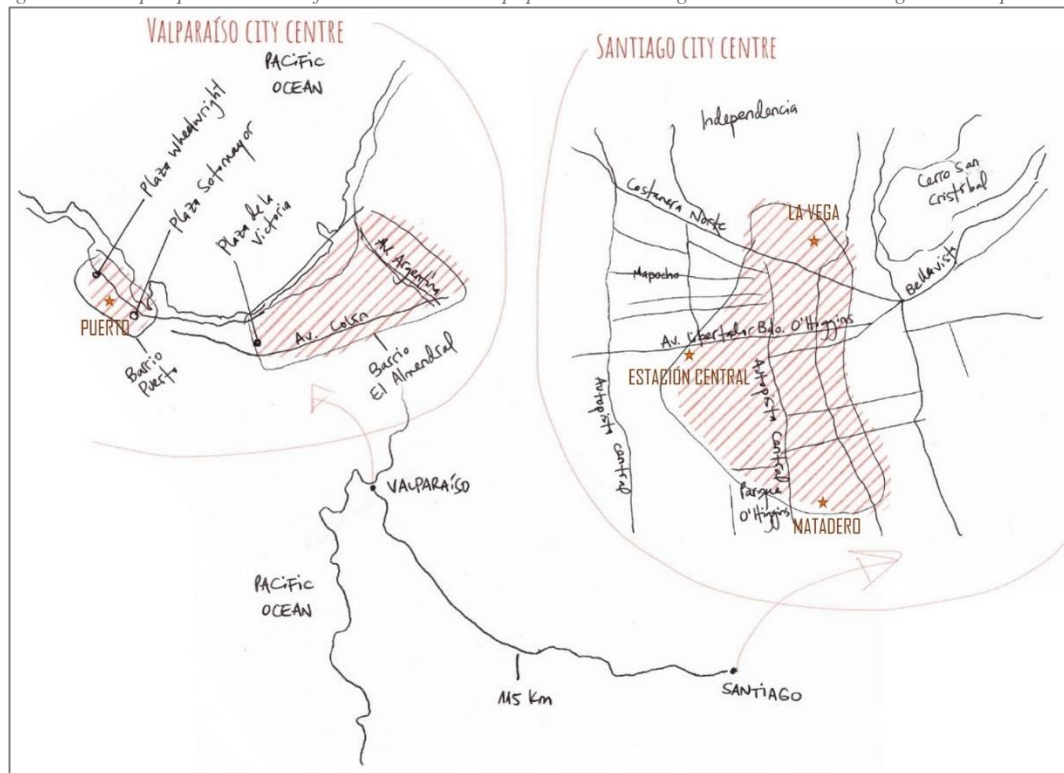 VALPARAÍSO CITY CENTRE
PACIFIC
OCEAN
Plaza Wheelwright
Plaza Sotomayor
Plaza de la
Victoria
Av. Argentina
Av. Colón
PUERTO
Barrio
Puerto
Barrio
El Almendral
SANTIAGO CITY CENTRE
Independencia
Costanera Norte
Cerro San
Cristóbal
LA VEGA
Mapocho
Bellavista
Av. Libertador Bdo. O'Higgins
ESTACIÓN CENTRAL
Autopista central
Autopista central
Parque
O'Higgins
MATADERO
VALPARAÍSO
PACIFIC
OCEAN
115 Km
SANTIAGO